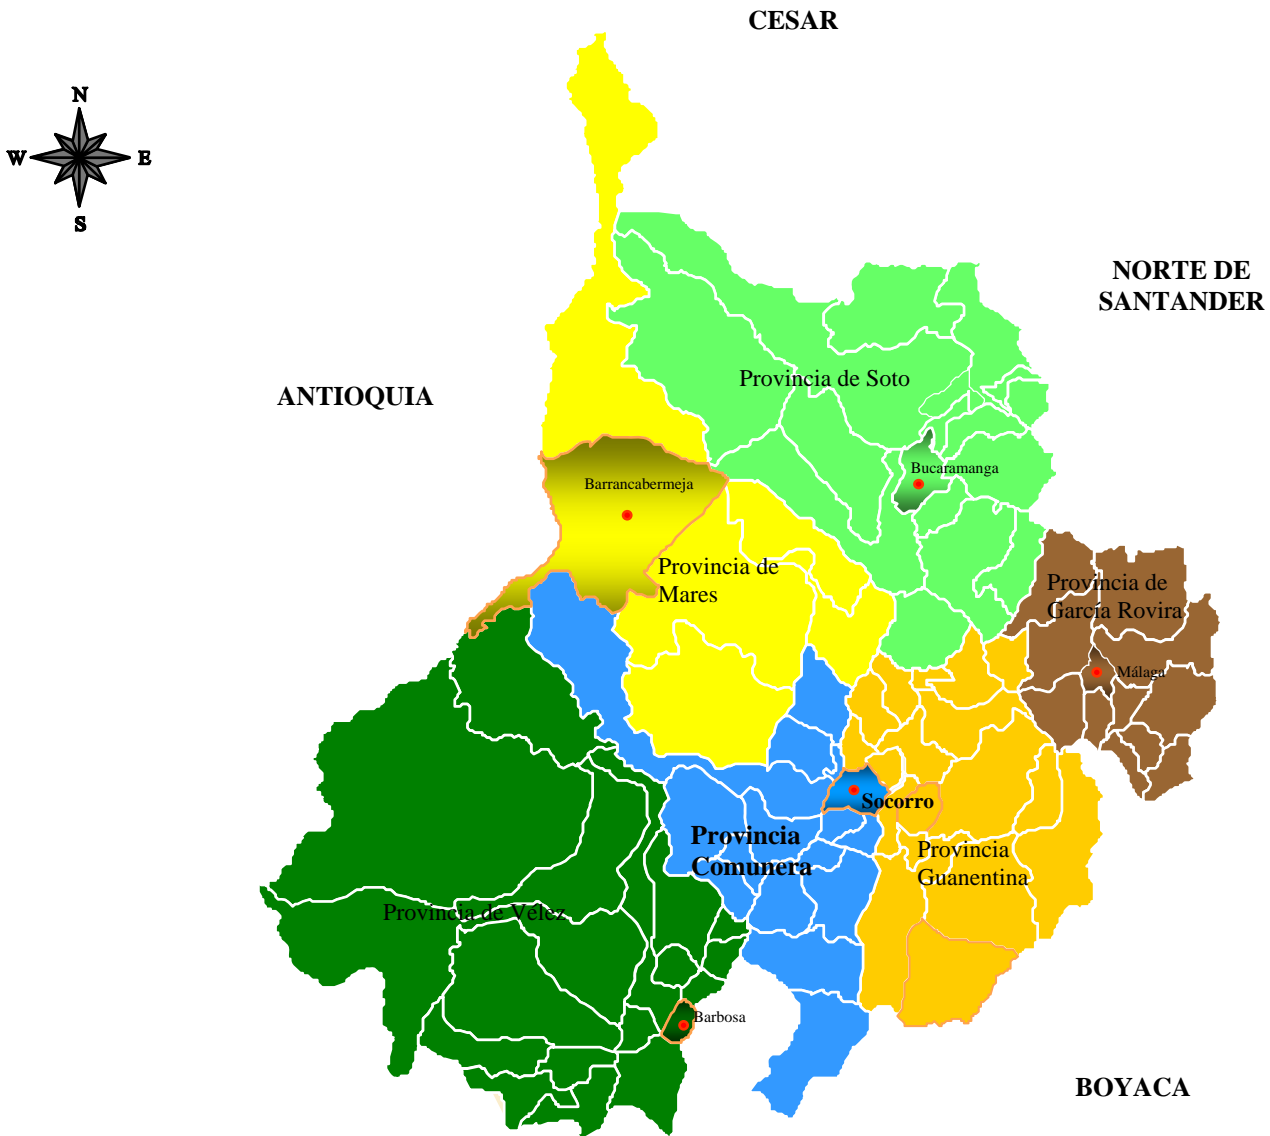 CESAR
N
W E
S
NORTE DE
SANTANDER
ANTIOQUIA
Provincia de Soto
Bucaramanga
Barrancabermeja
Provincia de
Mares
Provincia de
García Rovira
Málaga
Socorro
Provincia
Comunera
Provincia
Guanentina
Provincia de Vélez
Barbosa
BOYACA